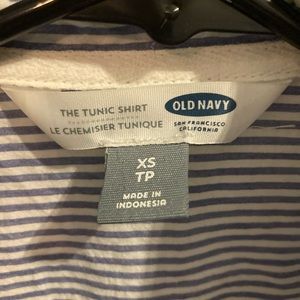 THE TUNIC SHIRT
LE CHEMISIER TUNIQUE
OLD NAVY
SAN FRANCISCO
CALIFORNIA
XS
TP
MADE IN
INDONESIA